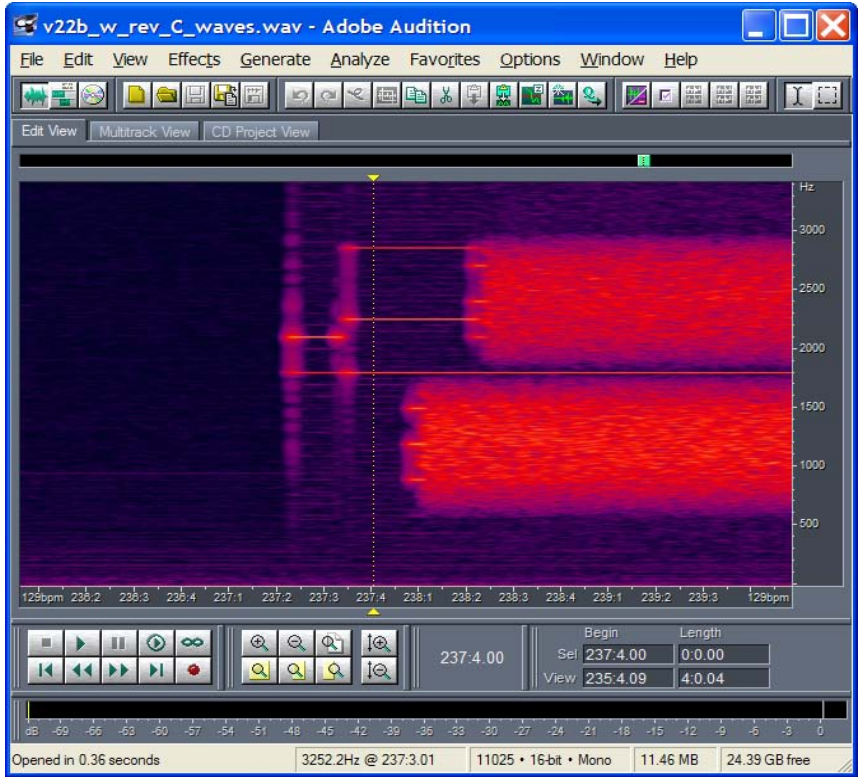 v22b_w_rev_C_waves.wav - Adobe Audition
File Edit View Effects Generate Analyze Favorites Options Window Help
Edit View Multitrack View CD Project View
Hz
3000
2500
2000
1500
1000
500
129bpm 236:2 236:3 236:4 237:1 237:2 237:3 237:4 238:1 238:2 238:3 238:4 239:1 239:2 239:3 129bpm
Begin Length
237:4.00
Sel 237:4.00 0:0.00
View 235:4.09 4:0.04
dB -69 -66 -63 -60 -57 -54 -51 -48 -45 -42 -39 -36 -33 -30 -27 -24 -21 -18 -15 -12 -9 -6 -3 0
Opened in 0.36 seconds 3252.2Hz @ 237:3.01 11025 • 16-bit • Mono 11.46 MB 24.39 GB free